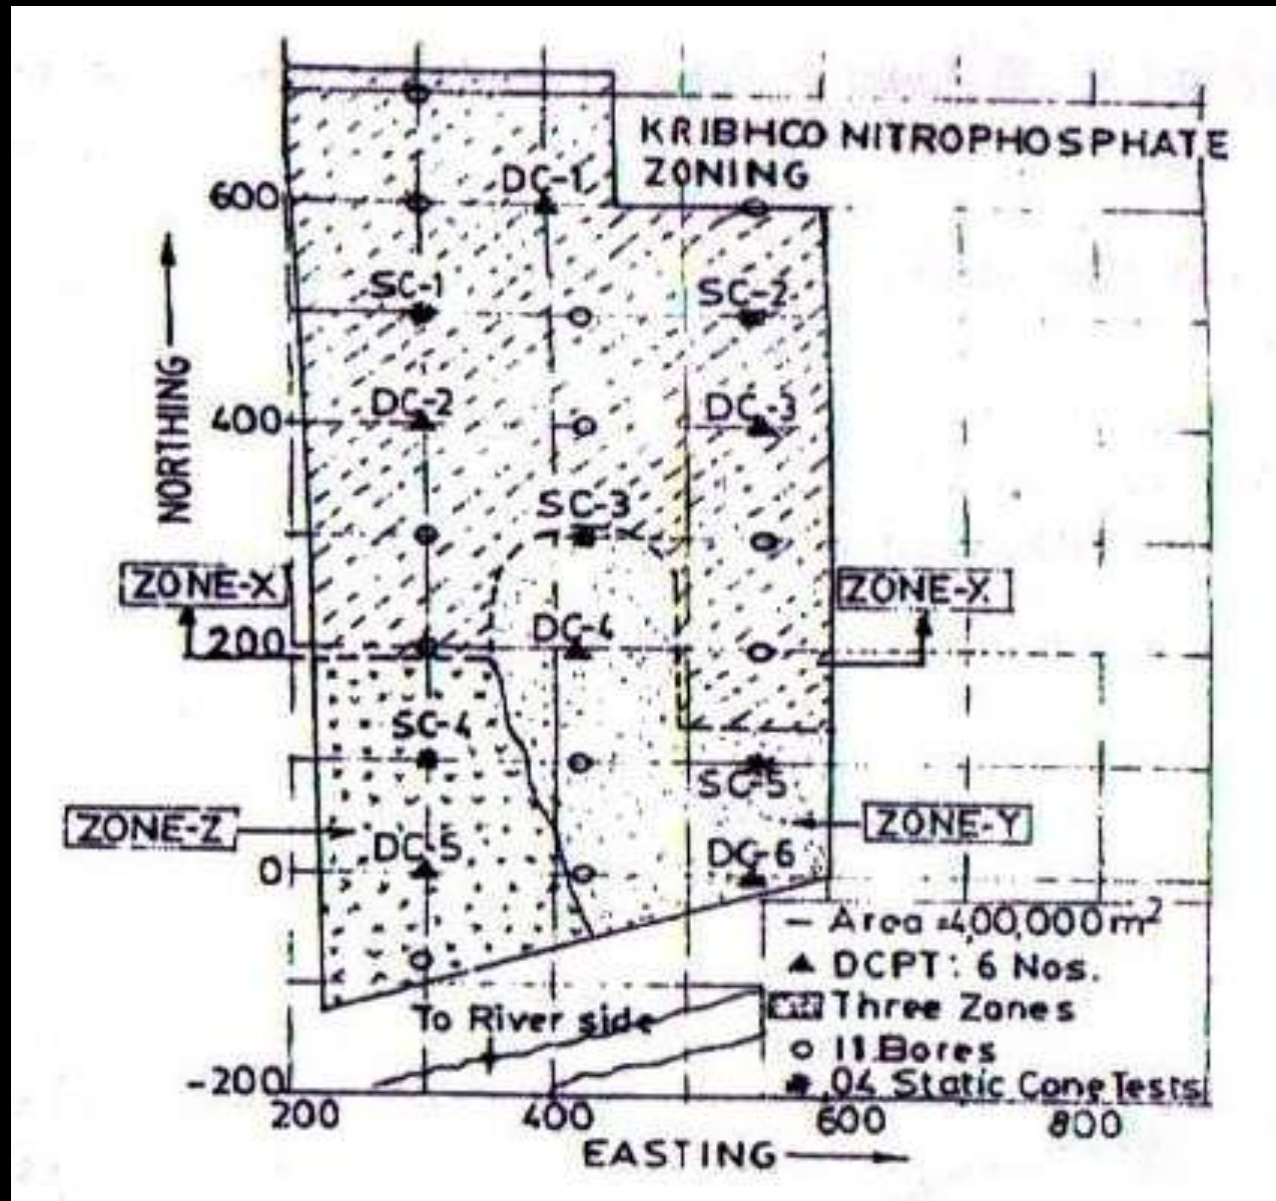 KRIBHCO NITROPHOSPHATE
ZONING
DC-1
600
SC-1
SC-2
NORTHING
DC-2
400
DC-3
SC-3
ZONE-X
ZONE-X
200
DC-4
SC-4
SC-5
ZONE-Z
ZONE-Y
DC-5
0
DC-6
- Area =4,00,000 m²
▲ DCPT: 6 Nos.
Three Zones
To River side
o 11 Bores
-200
04 Static Cone Tests
200 400 600 800
EASTING